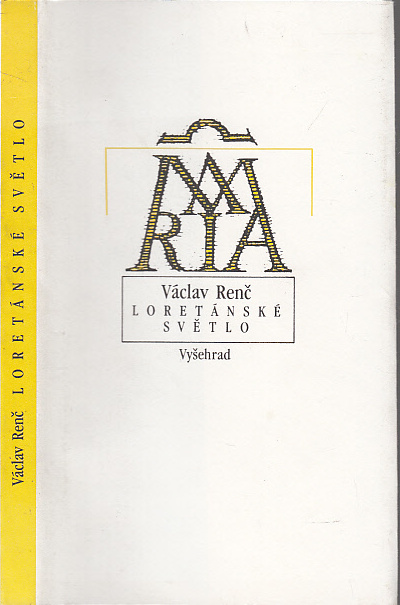 MARIA
Václav Renč
LORETÁNSKÉ
SVĚTLO
Vyšehrad
Václav Renč LORETÁNSKÉ SVĚTLO